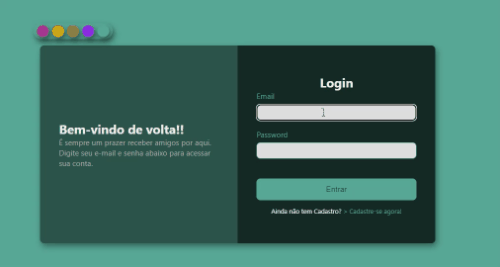 Login
Email
Bem-vindo de volta!!
É sempre um prazer receber amigos por aqui.
Digite seu e-mail e senha abaixo para acessar
sua conta.
Password
Entrar
Ainda não tem Cadastro? > Cadastre-se agora!